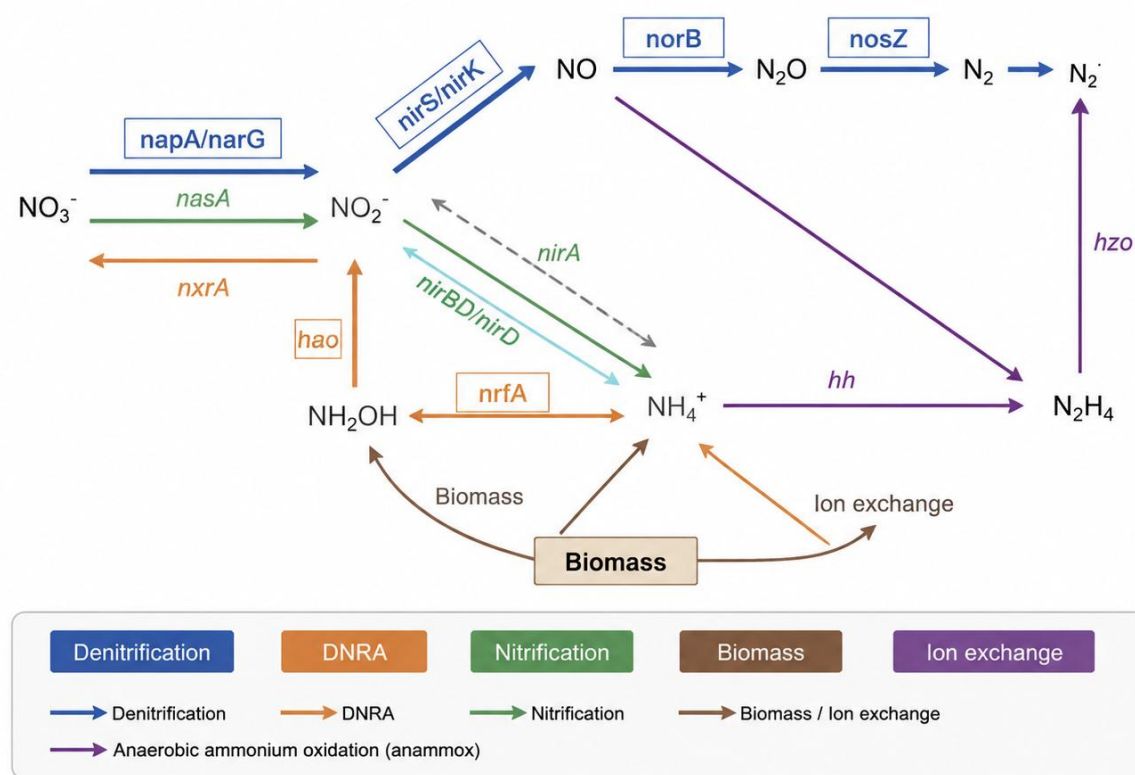 norB
nosZ
nirS/nirK
NO
N₂O
N₂
N₂˙
napA/narG
nasA
NO₃⁻
NO₂⁻
nxrA
nirA
nirBD/nirD
hzo
hao
nrfA
hh
NH₂OH
NH₄⁺
N₂H₄
Biomass
Ion exchange
Biomass
Denitrification
DNRA
Nitrification
Biomass
Ion exchange
Denitrification
DNRA
Nitrification
Biomass / Ion exchange
Anaerobic ammonium oxidation (anammox)